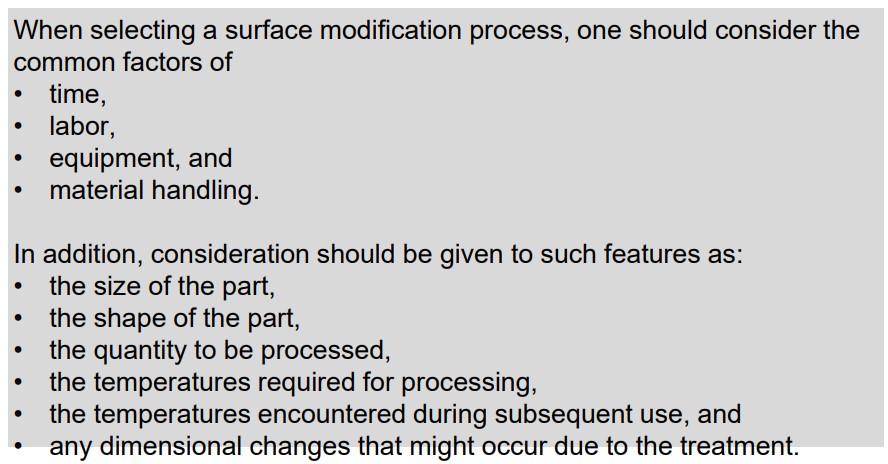 When selecting a surface modification process, one should consider the
common factors of
• time,
• labor,
• equipment, and
• material handling.
In addition, consideration should be given to such features as:
• the size of the part,
• the shape of the part,
• the quantity to be processed,
• the temperatures required for processing,
• the temperatures encountered during subsequent use, and
• any dimensional changes that might occur due to the treatment.